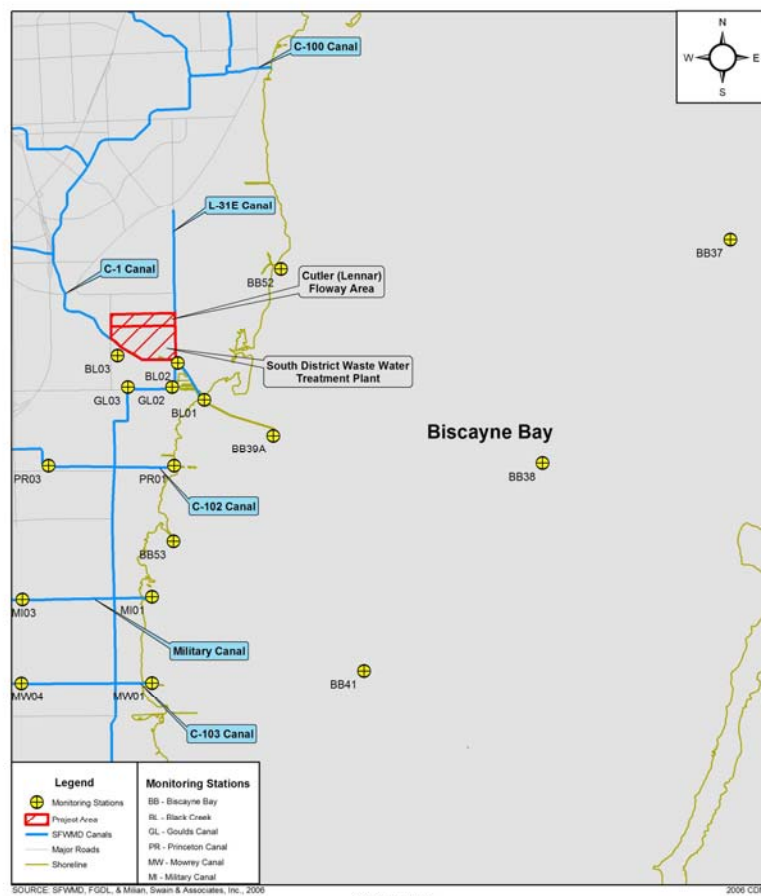 N
W E
S
C-100 Canal
L-31E Canal
BB37
C-1 Canal
BB52
Cutler (Lennar)
Floway Area
BL03
BL02
South District Waste Water
Treatment Plant
GL03
GL02
BL01
BB39A
Biscayne Bay
PR03
PR01
BB38
C-102 Canal
BB53
MI03
MI01
Military Canal
BB41
MW04
MW01
C-103 Canal
Legend
Monitoring Stations
Project Area
SFWMD Canals
Major Roads
Shoreline
Monitoring Stations
BB - Biscayne Bay
BL - Black Creek
GL - Goulds Canal
PR - Princeton Canal
MW - Mowrey Canal
MI - Military Canal
SOURCE: SFWMD, FGDL, & Milian, Swain & Associates, Inc., 2006
2006 CDM